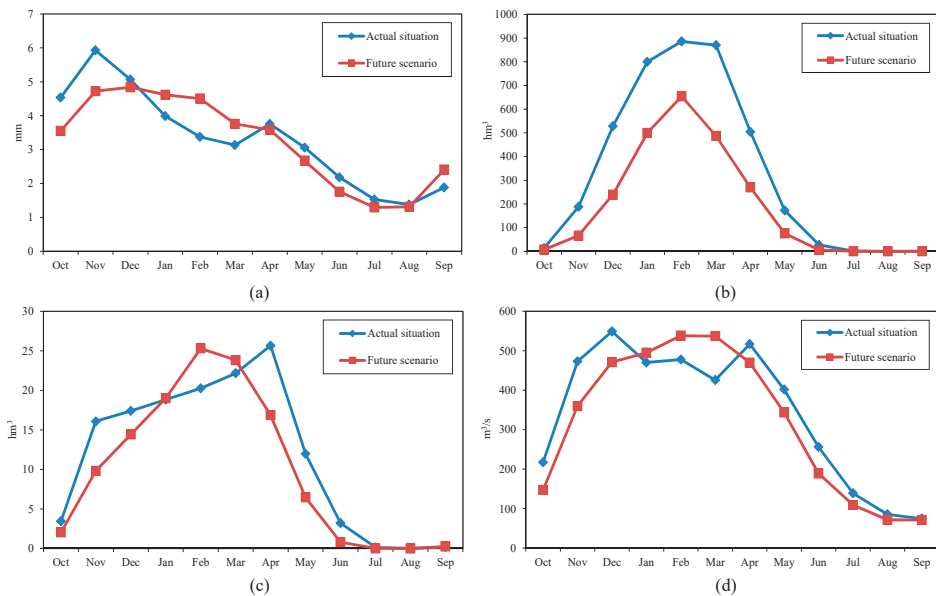 7
6
5
4
3
2
1
0
mm
Actual situation
Future scenario
Oct Nov Dec Jan Feb Mar Apr May Jun Jul Aug Sep
(a)
1000
900
800
700
600
500
400
300
200
100
0
hm³
Actual situation
Future scenario
Oct Nov Dec Jan Feb Mar Apr May Jun Jul Aug Sep
(b)
30
25
20
15
10
5
0
hm³
Actual situation
Future scenario
Oct Nov Dec Jan Feb Mar Apr May Jun Jul Aug Sep
(c)
600
500
400
300
200
100
0
m³/s
Actual situation
Future scenario
Oct Nov Dec Jan Feb Mar Apr May Jun Jul Aug Sep
(d)